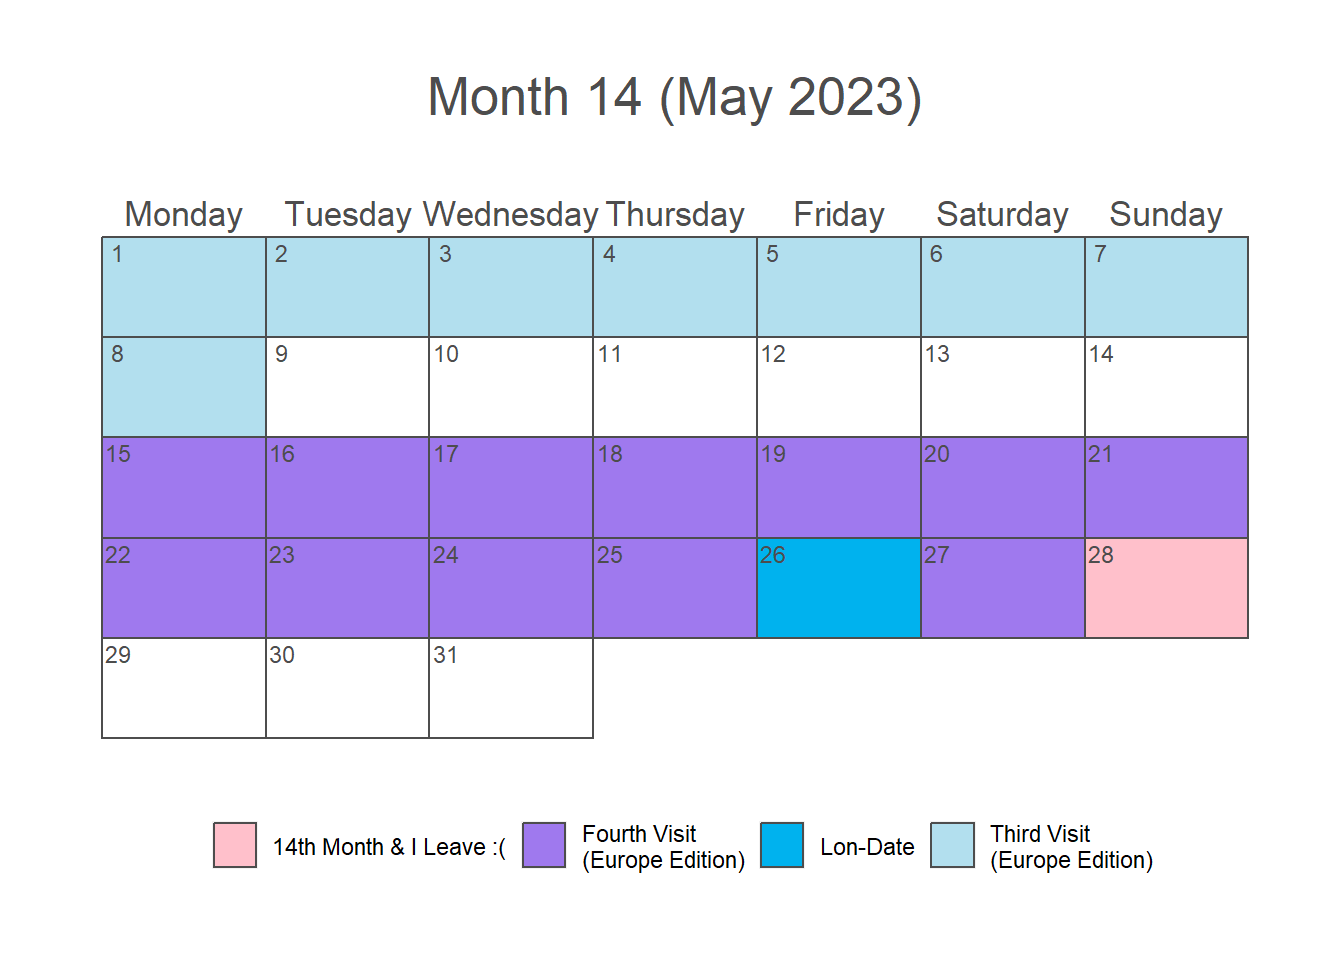 Month 14 (May 2023)
Monday Tuesday Wednesday Thursday Friday Saturday Sunday
1 2 3 4 5 6 7
8 9 10 11 12 13 14
15 16 17 18 19 20 21
22 23 24 25 26 27 28
29 30 31
14th Month & I Leave :(
Fourth Visit
(Europe Edition)
Lon-Date
Third Visit
(Europe Edition)